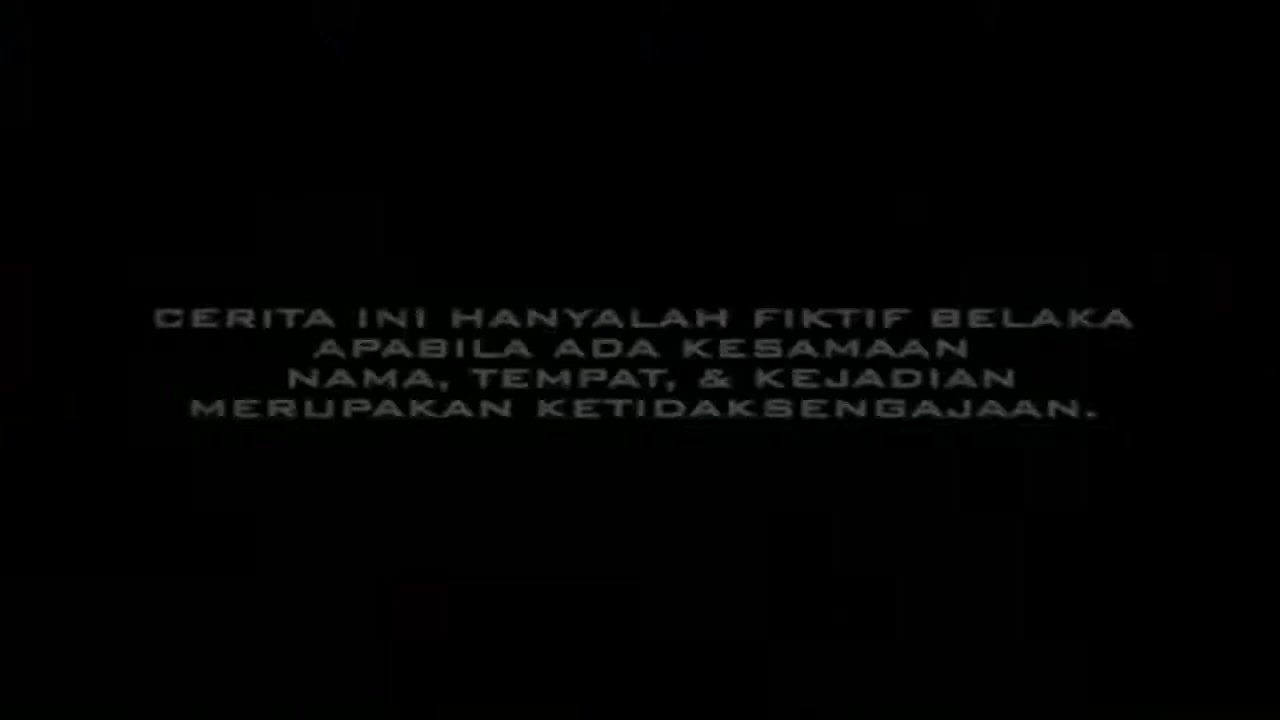 CERITA INI HANYALAH FIKTIF BELAKA
APABILA ADA KESAMAAN
NAMA, TEMPAT, & KEJADIAN
MERUPAKAN KETIDAKSENGAJAAN.